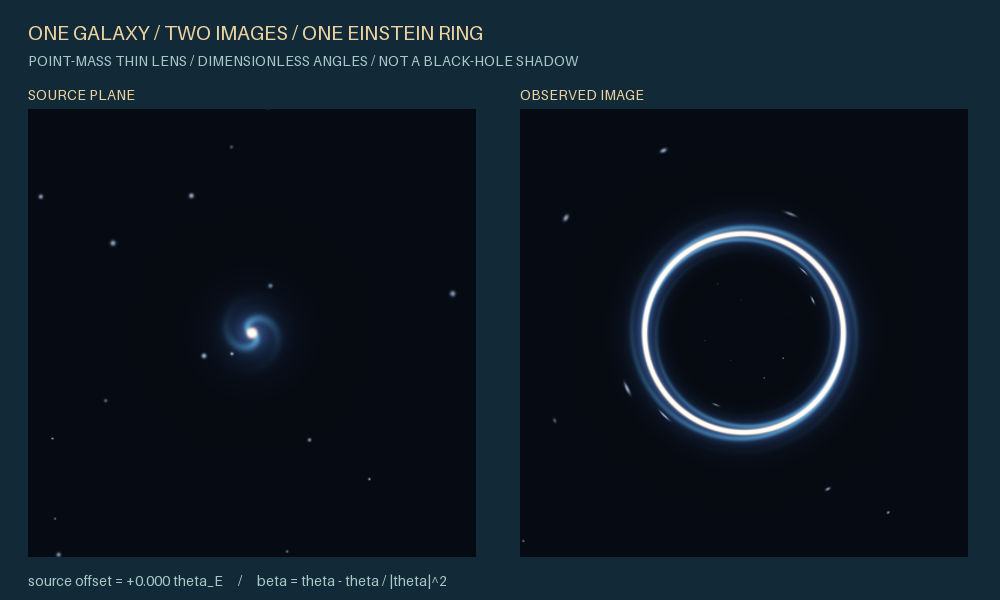 ONE GALAXY / TWO IMAGES / ONE EINSTEIN RING
POINT-MASS THIN LENS / DIMENSIONLESS ANGLES / NOT A BLACK-HOLE SHADOW
SOURCE PLANE
OBSERVED IMAGE
source offset = +0.000 theta_E / beta = theta - theta / |theta|^2